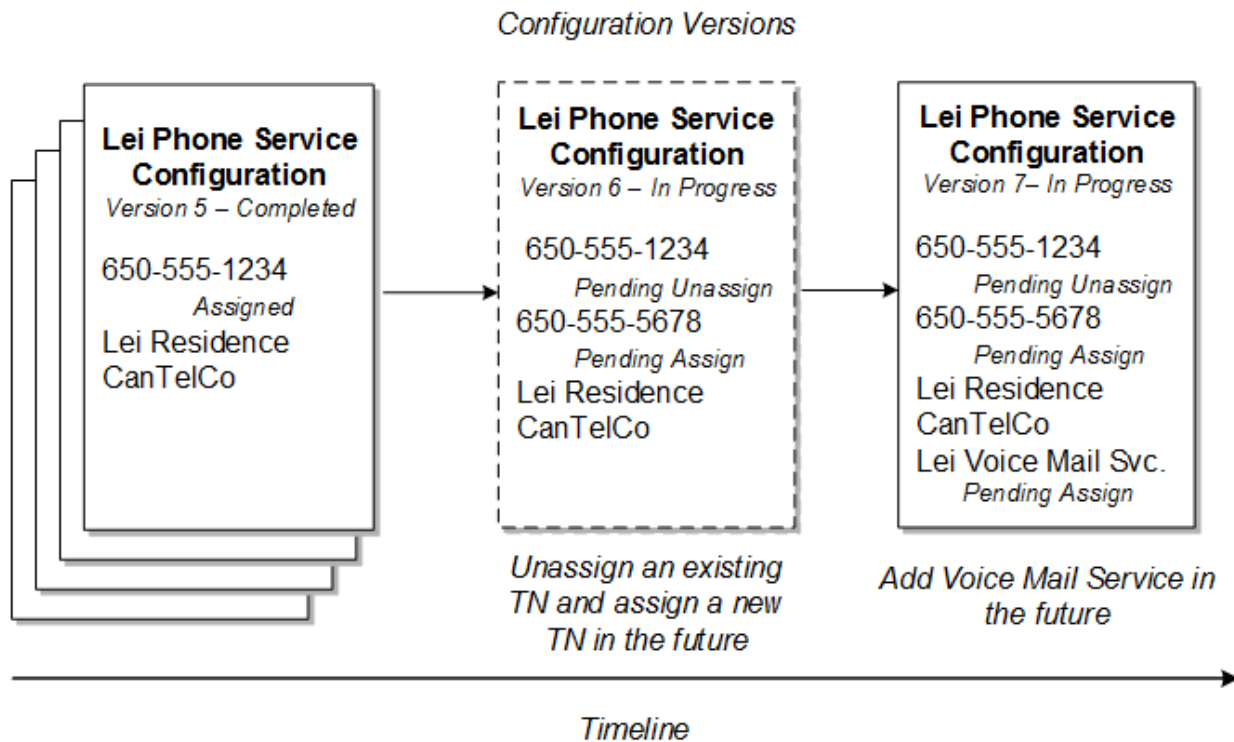 Configuration Versions
Lei Phone Service
Configuration
Version 5 – Completed
650-555-1234
Assigned
Lei Residence
CanTelCo
Lei Phone Service
Configuration
Version 6 – In Progress
650-555-1234
Pending Unassign
650-555-5678
Pending Assign
Lei Residence
CanTelCo
Unassign an existing
TN and assign a new
TN in the future
Lei Phone Service
Configuration
Version 7– In Progress
650-555-1234
Pending Unassign
650-555-5678
Pending Assign
Lei Residence
CanTelCo
Lei Voice Mail Svc.
Pending Assign
Add Voice Mail Service in
the future
Timeline